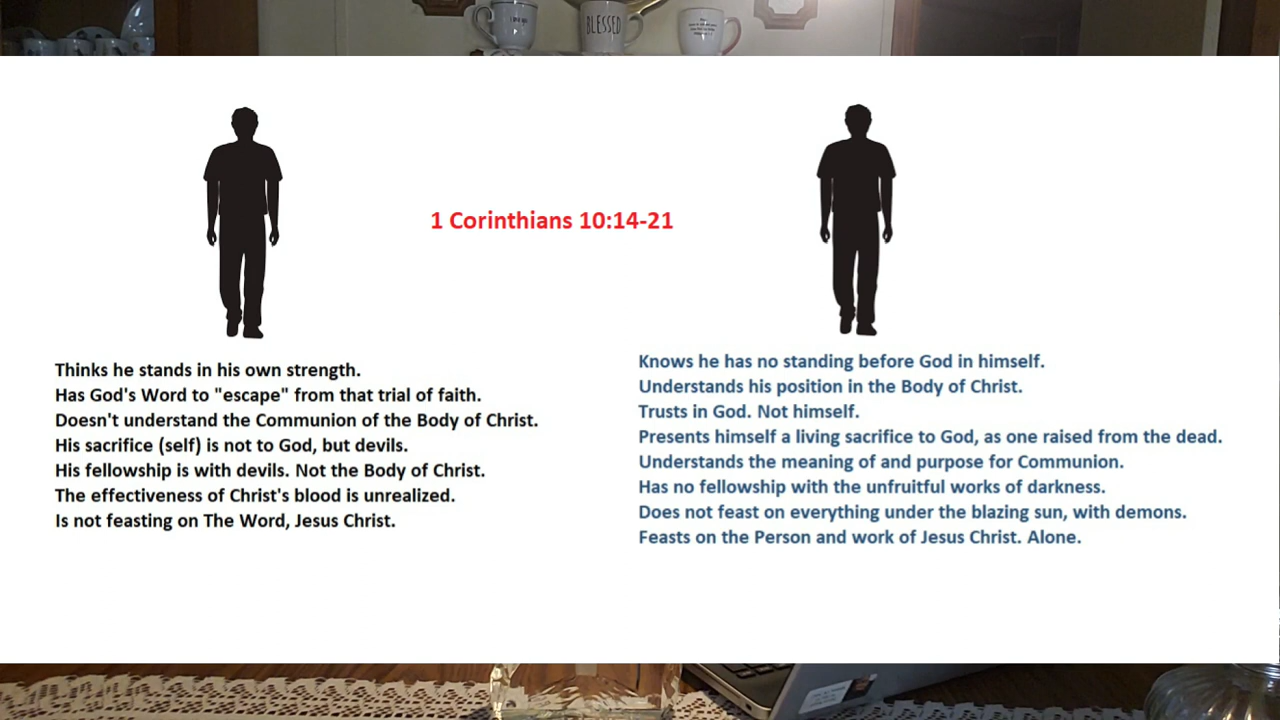 BLESSED
1 Corinthians 10:14-21
Thinks he stands in his own strength.
Has God's Word to "escape" from that trial of faith.
Doesn't understand the Communion of the Body of Christ.
His sacrifice (self) is not to God, but devils.
His fellowship is with devils. Not the Body of Christ.
The effectiveness of Christ's blood is unrealized.
Is not feasting on The Word, Jesus Christ.
Knows he has no standing before God in himself.
Understands his position in the Body of Christ.
Trusts in God. Not himself.
Presents himself a living sacrifice to God, as one raised from the dead.
Understands the meaning of and purpose for Communion.
Has no fellowship with the unfruitful works of darkness.
Does not feast on everything under the blazing sun, with demons.
Feasts on the Person and work of Jesus Christ. Alone.